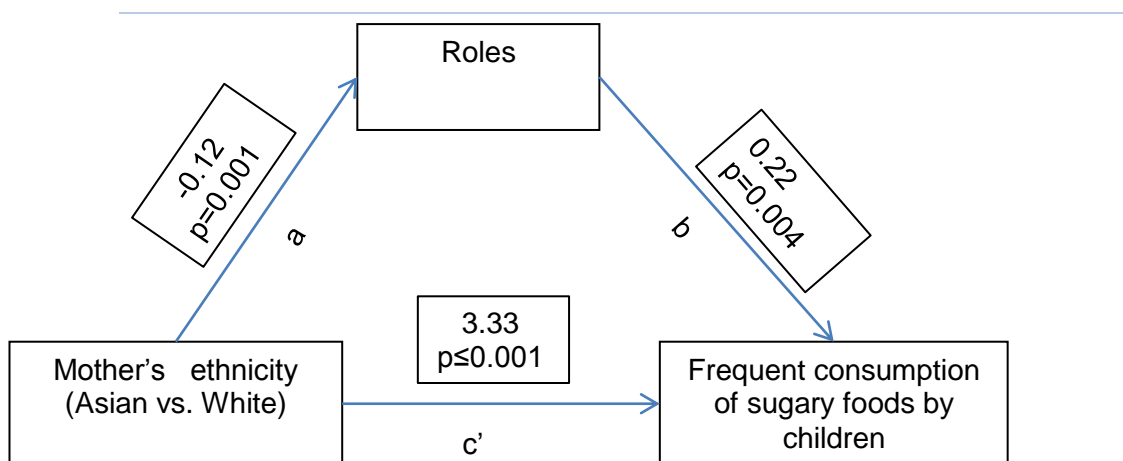 Roles
-0.12
p=0.001
a
0.22
p=0.004
b
3.33
p≤0.001
Mother's ethnicity
(Asian vs. White)
c'
Frequent consumption
of sugary foods by
children